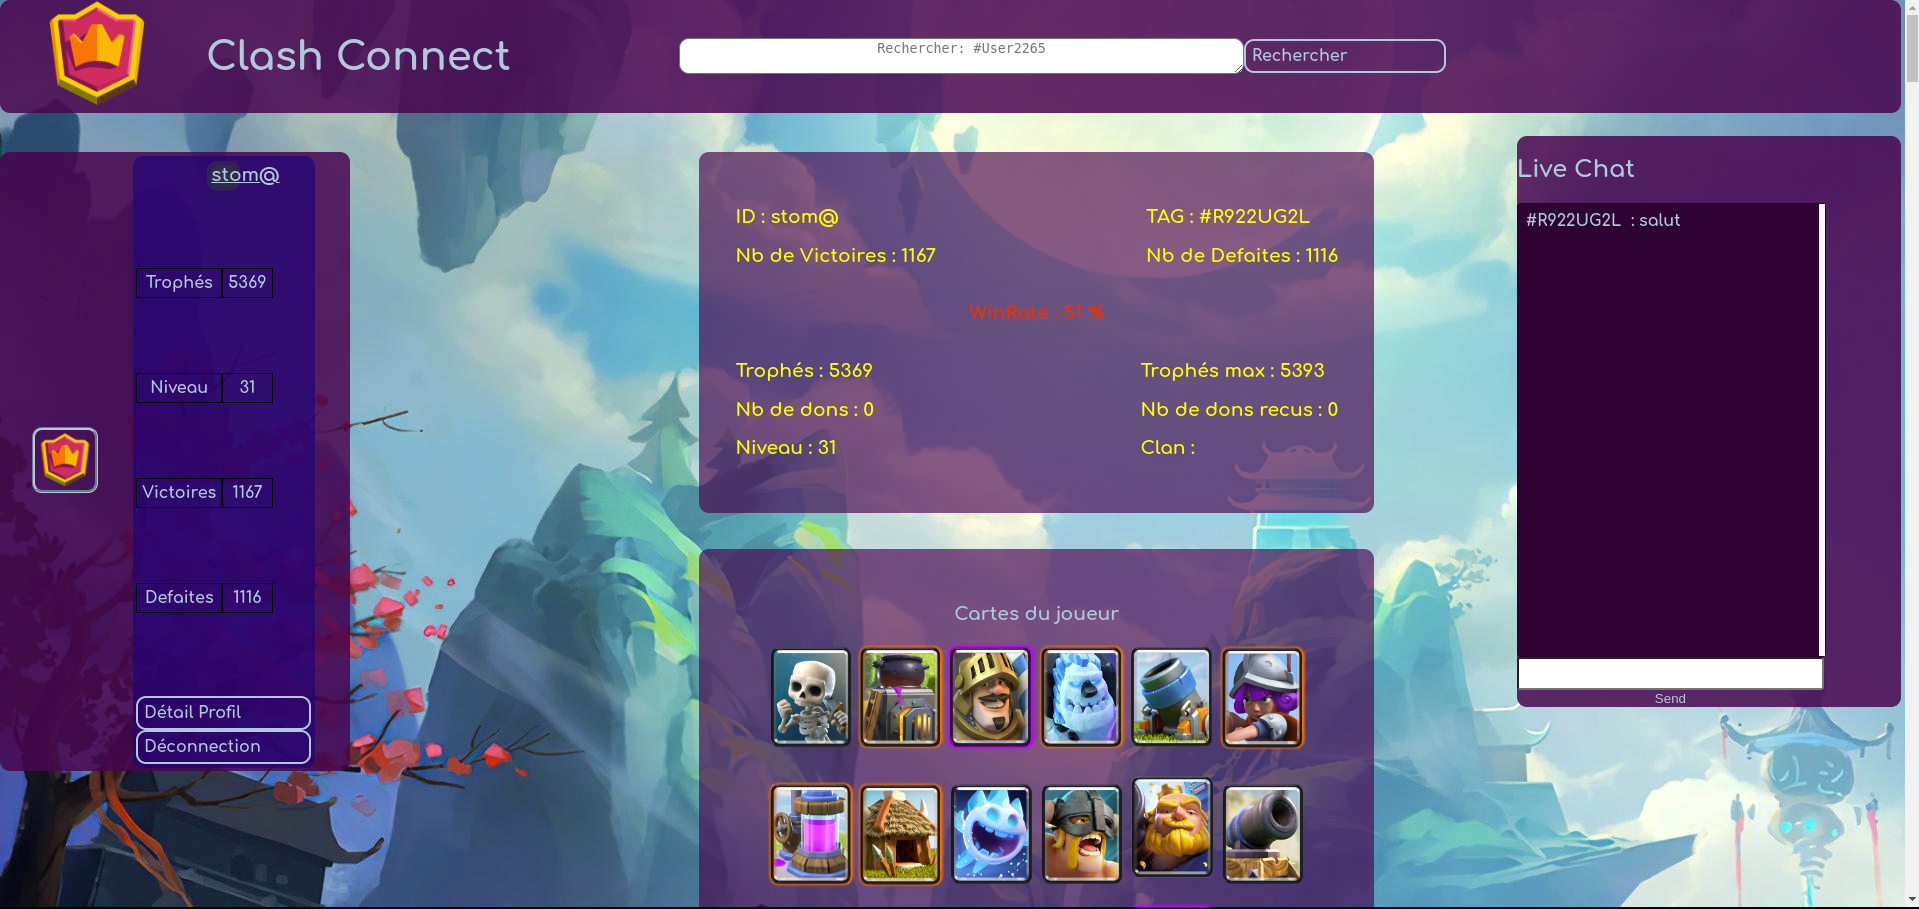 Clash Connect
Rechercher: #User2265
Rechercher
stom@
Trophés 5369
Niveau 31
Victoires 1167
Defaites 1116
Détail Profil
Déconnection
ID : stom@
TAG : #R922UG2L
Nb de Victoires : 1167
Nb de Defaites : 1116
WinRate : 51 %
Trophés : 5369
Trophés max : 5393
Nb de dons : 0
Nb de dons recus : 0
Niveau : 31
Clan :
Cartes du joueur
Live Chat
#R922UG2L : salut
Send